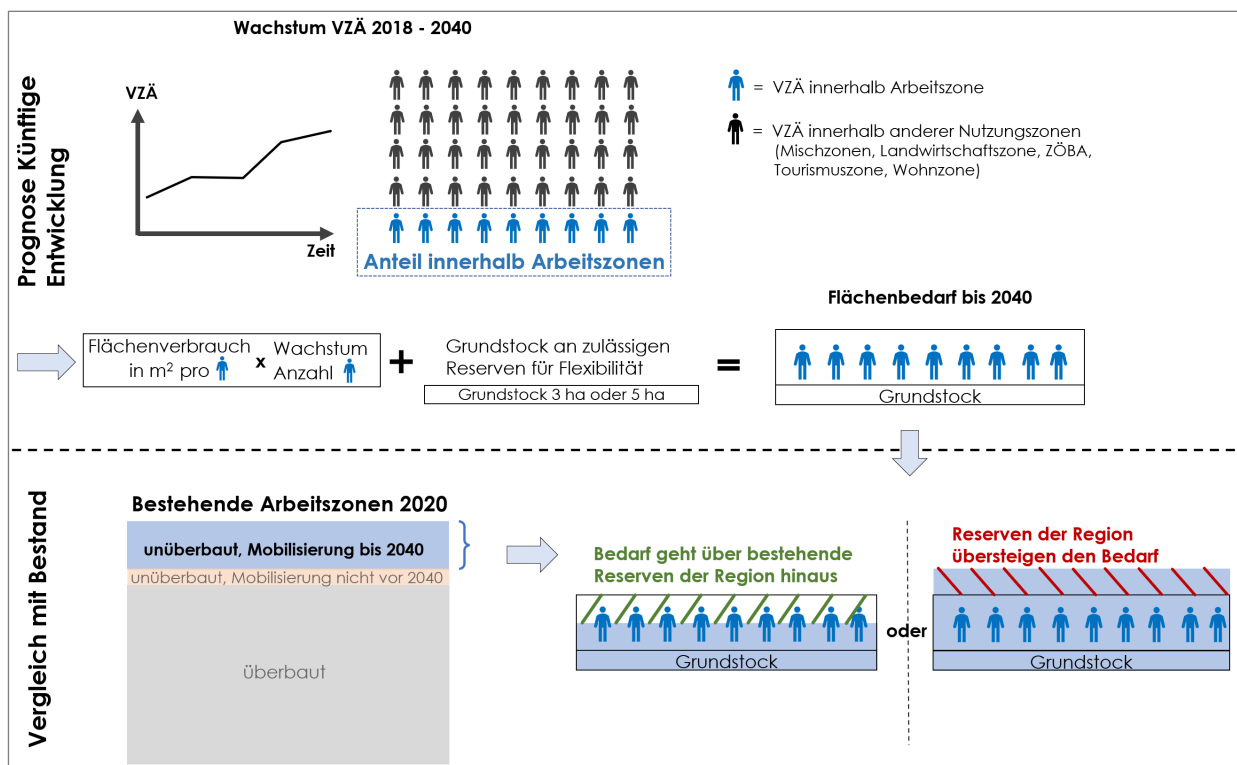 Wachstum VZÄ 2018 - 2040
Prognose Künftige
Entwicklung
VZÄ
Zeit
Anteil innerhalb Arbeitszonen
= VZÄ innerhalb Arbeitszone
= VZÄ innerhalb anderer Nutzungszonen
(Mischzonen, Landwirtschaftszone, ZÖBA,
Tourismuszone, Wohnzone)
Flächenverbrauch
in m² pro
x
Wachstum
Anzahl
+
Grundstock an zulässigen
Reserven für Flexibilität
Grundstock 3 ha oder 5 ha
=
Flächenbedarf bis 2040
Grundstock
Vergleich mit Bestand
Bestehende Arbeitszonen 2020
unüberbaut, Mobilisierung bis 2040
unüberbaut, Mobilisierung nicht vor 2040
überbaut
Bedarf geht über bestehende
Reserven der Region hinaus
Grundstock
oder
Reserven der Region
übersteigen den Bedarf
Grundstock